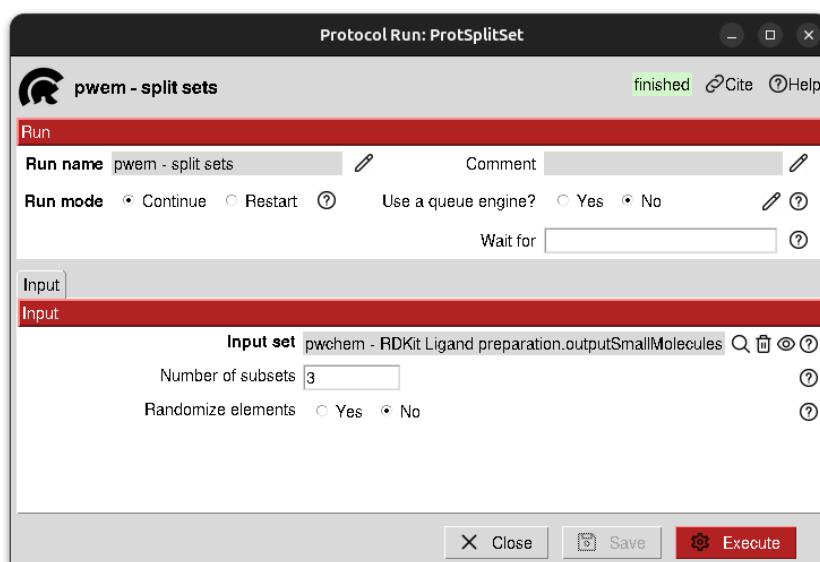 Protocol Run: ProtSplitSet
pwem - split sets finished Cite Help
Run
Run name pwem - split sets Comment
Run mode Continue Restart Use a queue engine? Yes No
Wait for
Input
Input
Input set pwchem - RDKit Ligand preparation.outputSmallMolecules
Number of subsets 3
Randomize elements Yes No
Close Save Execute